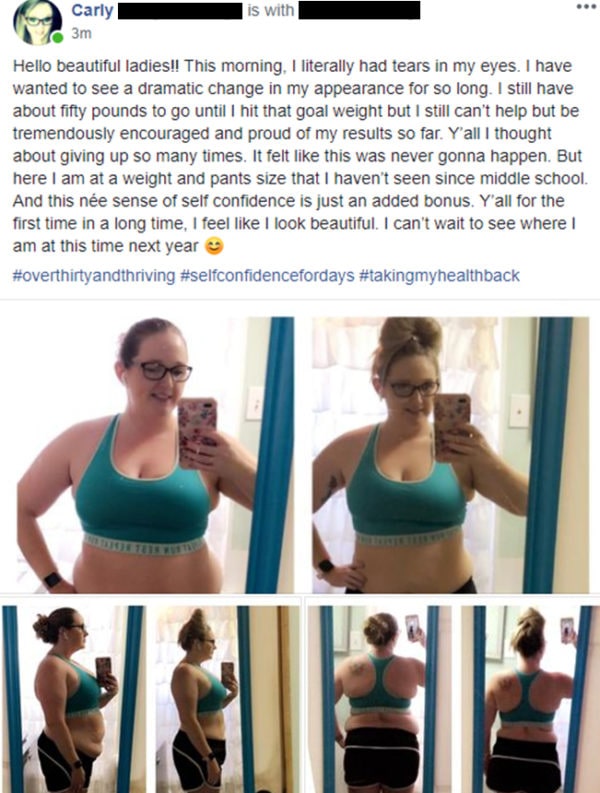 Carly is with
3m
Hello beautiful ladies!! This morning, I literally had tears in my eyes. I have
wanted to see a dramatic change in my appearance for so long. I still have
about fifty pounds to go until I hit that goal weight but I still can't help but be
tremendously encouraged and proud of my results so far. Y'all I thought
about giving up so many times. It felt like this was never gonna happen. But
here I am at a weight and pants size that I haven't seen since middle school.
And this née sense of self confidence is just an added bonus. Y'all for the
first time in a long time, I feel like I look beautiful. I can't wait to see where I
am at this time next year 😊
#overthirtyandthriving #selfconfidencefordays #takingmyhealthback